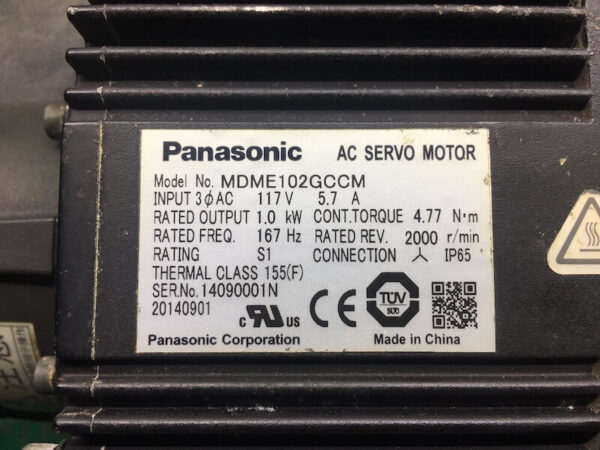 Panasonic AC SERVO MOTOR
Model No. MDME102GCCM
INPUT 3ϕAC 117V 5.7 A
RATED OUTPUT 1.0 kW CONT.TORQUE 4.77 N·m
RATED FREQ. 167 Hz RATED REV. 2000 r/min
RATING S1 CONNECTION 人 IP65
THERMAL CLASS 155(F)
SER.No. 14090001N
20140901
c RU US CE TÜV SÜD
Panasonic Corporation Made in China